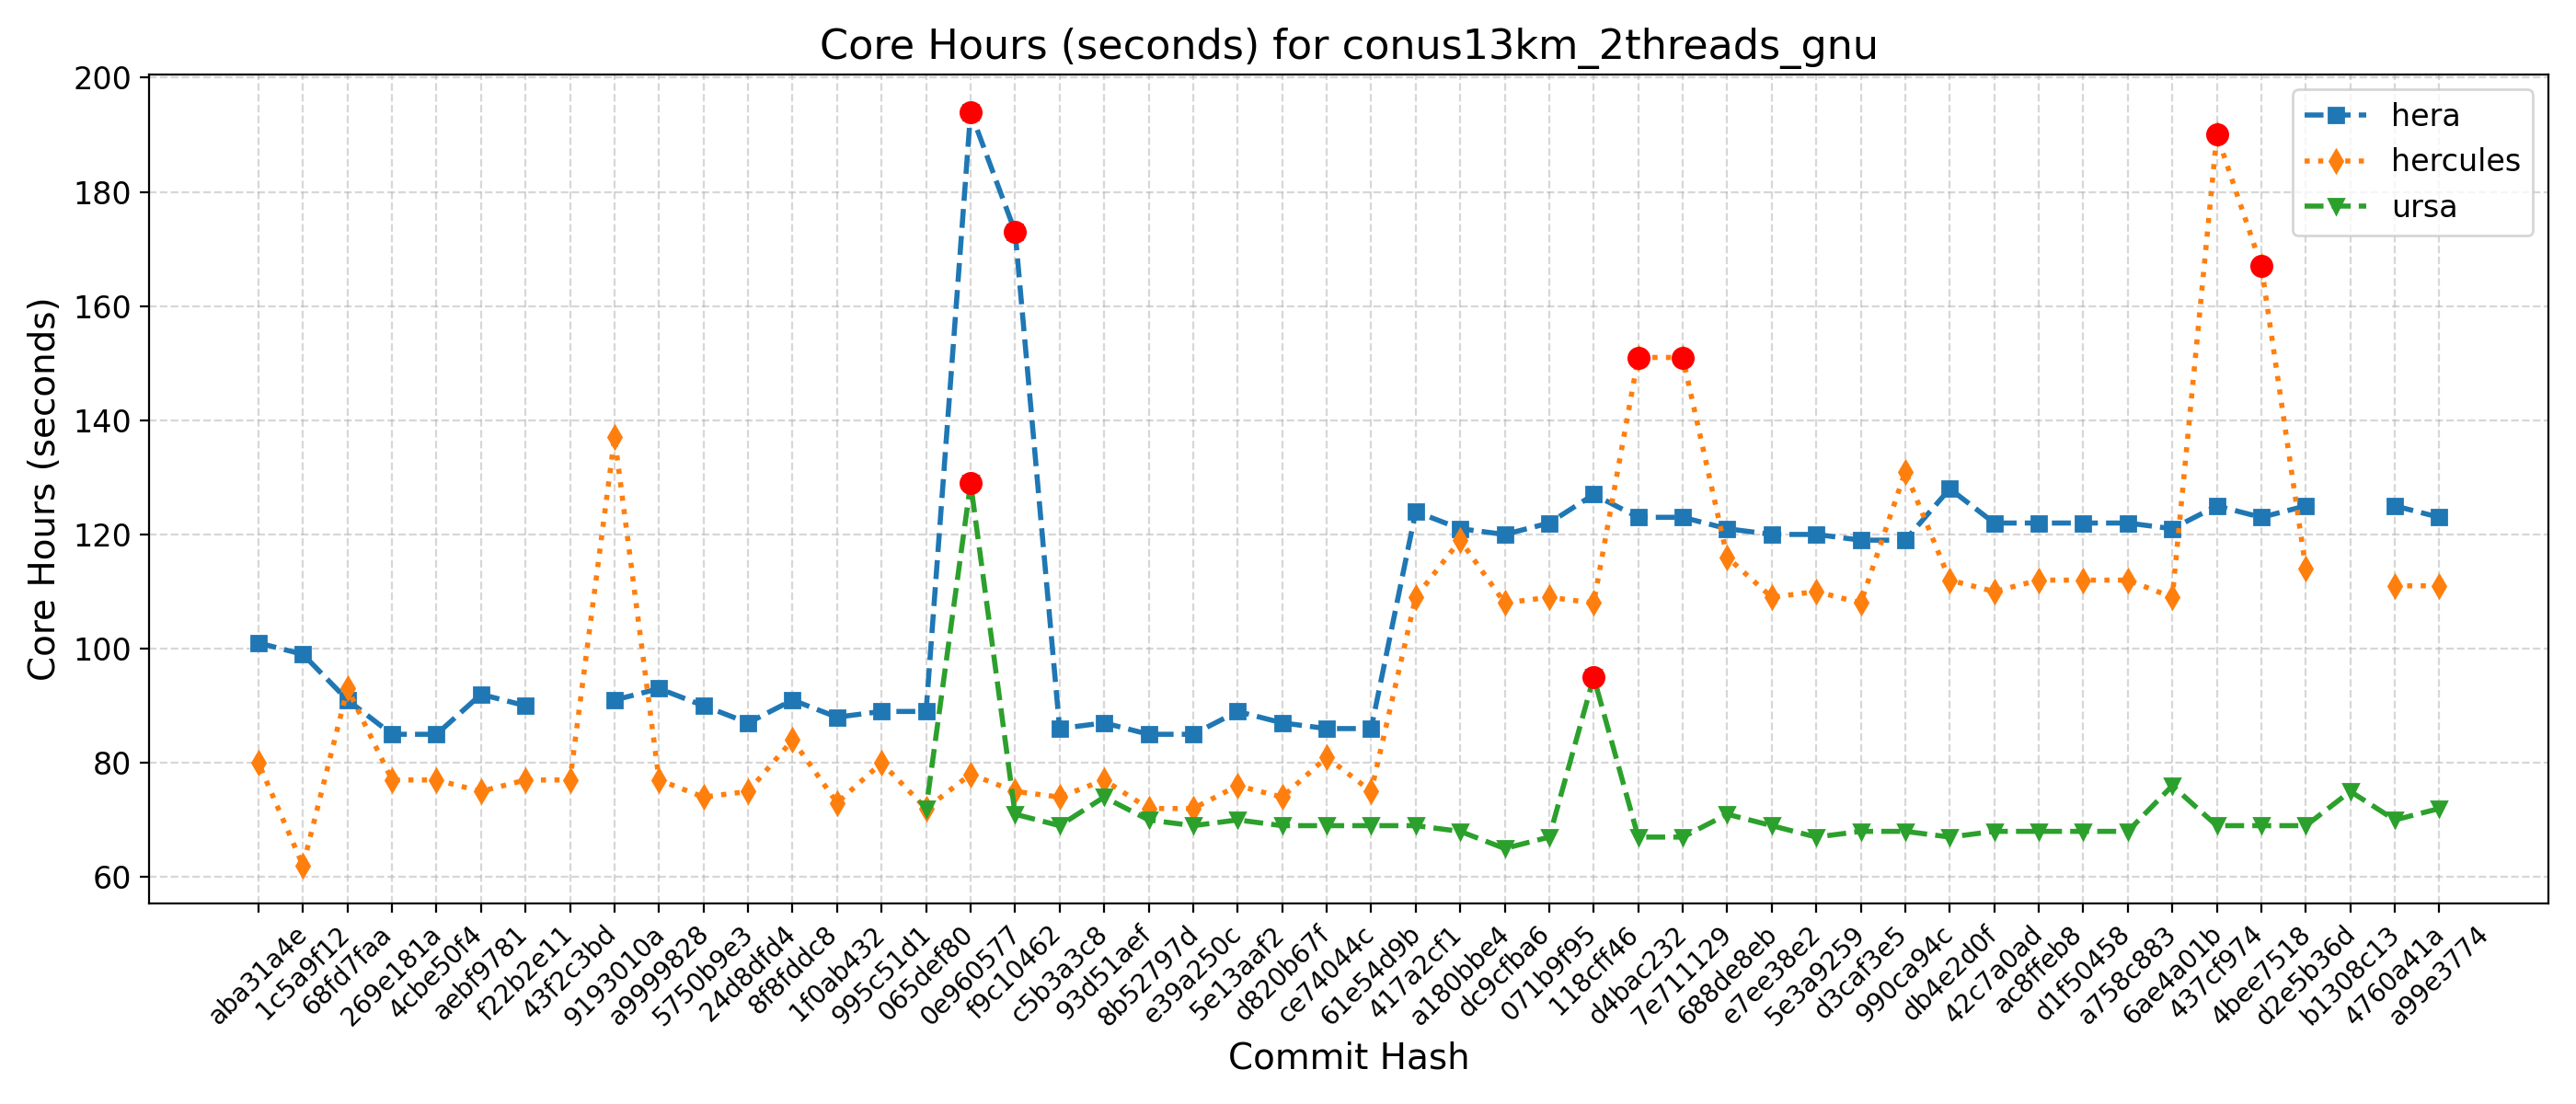 Core Hours (seconds) for conus13km_2threads_gnu
Core Hours (seconds)
200
180
160
140
120
100
80
60
hera
hercules
ursa
aba31a4e
1c5a9f12
68fd7faa
269e181a
4cbe50f4
aebf9781
f22b2e11
43f2c3bd
9193010a
a9999828
5750b9e3
24d8dfd4
8f8fddc8
1f0ab432
995c51d1
065def80
0e960577
f9c10462
c5b3a3c8
93d51aef
8b52797d
e39a250c
5e13aaf2
d820b67f
ce74044c
61e54d9b
417a2cf1
a180bbe4
dc9cfba6
071b9f95
118cff46
d4bac232
7e711129
688de8eb
e7ee38e2
5e3a9259
d3caf3e5
990ca94c
db4e2d0f
42c7a0ad
ac8ffeb8
d1f50458
a758c883
6ae4a01b
437cf974
4bee7518
d2e5b36d
b1308c13
4760a41a
a99e3774
Commit Hash